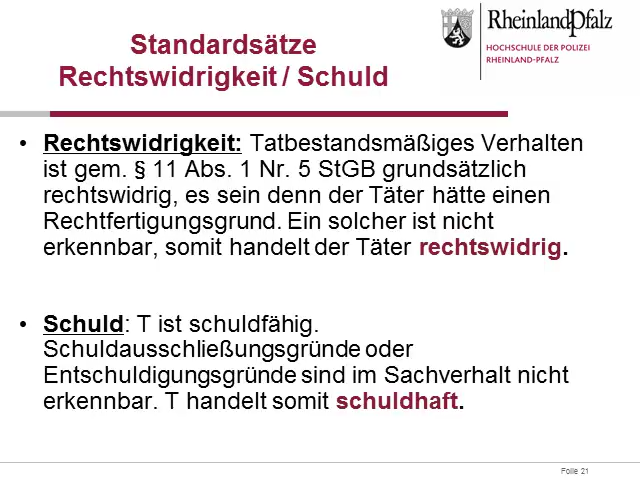 Standardsätze
Rechtswidrigkeit / Schuld
RheinlandPfalz
HOCHSCHULE DER POLIZEI
RHEINLAND-PFALZ
• Rechtswidrigkeit: Tatbestandsmäßiges Verhalten
ist gem. § 11 Abs. 1 Nr. 5 StGB grundsätzlich
rechtswidrig, es sein denn der Täter hätte einen
Rechtfertigungsgrund. Ein solcher ist nicht
erkennbar, somit handelt der Täter rechtswidrig.
• Schuld: T ist schuldfähig.
Schuldausschließungsgründe oder
Entschuldigungsgründe sind im Sachverhalt nicht
erkennbar. T handelt somit schuldhaft.
Folie 21